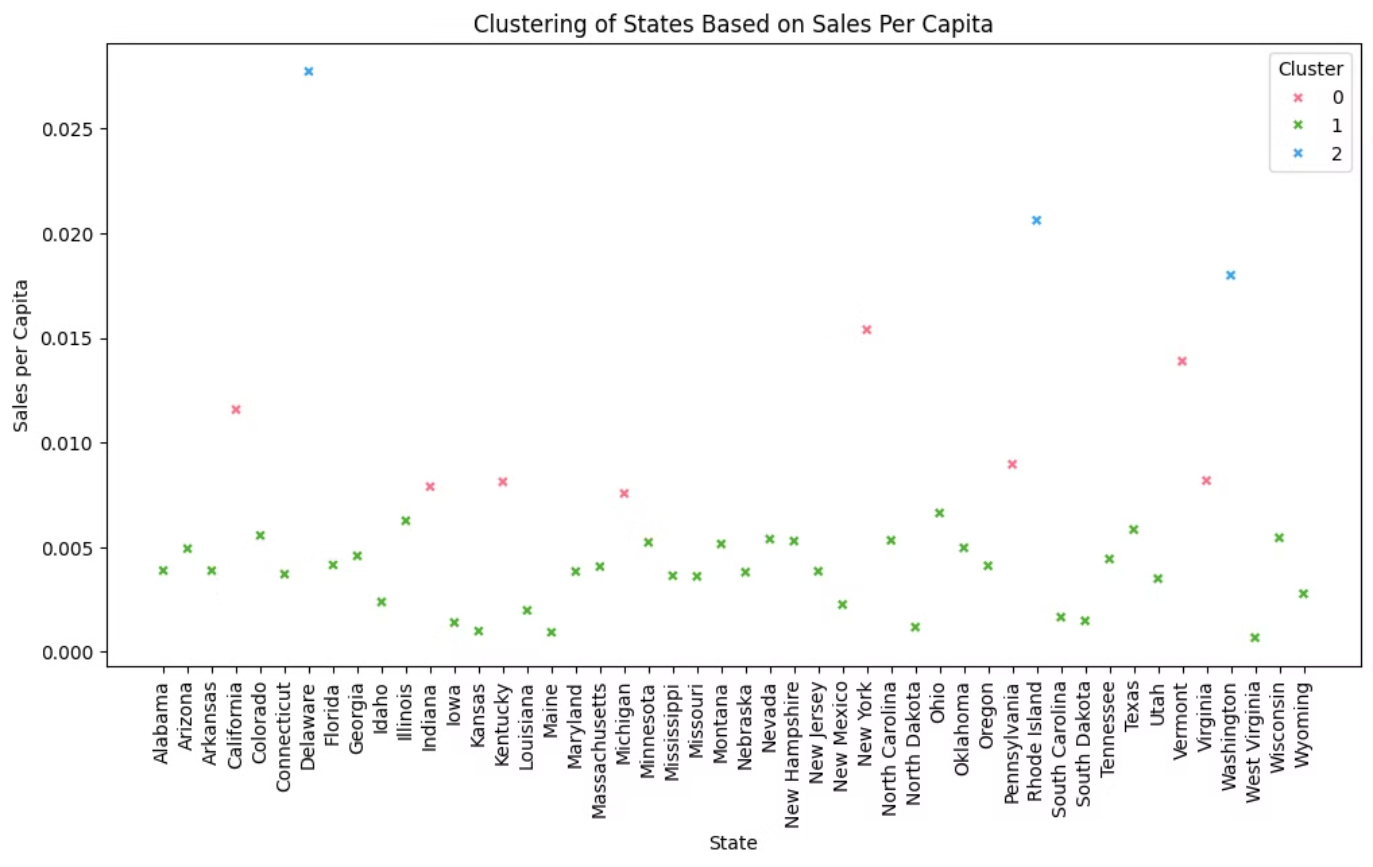 Clustering of States Based on Sales Per Capita
Cluster
0
1
2
Sales per Capita
0.025
0.020
0.015
0.010
0.005
0.000
Alabama
Arizona
Arkansas
California
Colorado
Connecticut
Delaware
Florida
Georgia
Idaho
Illinois
Indiana
Iowa
Kansas
Kentucky
Louisiana
Maine
Maryland
Massachusetts
Michigan
Minnesota
Mississippi
Missouri
Montana
Nebraska
Nevada
New Hampshire
New Jersey
New Mexico
New York
North Carolina
North Dakota
Ohio
Oklahoma
Oregon
Pennsylvania
Rhode Island
South Carolina
South Dakota
Tennessee
Texas
Utah
Vermont
Virginia
Washington
West Virginia
Wisconsin
Wyoming
State